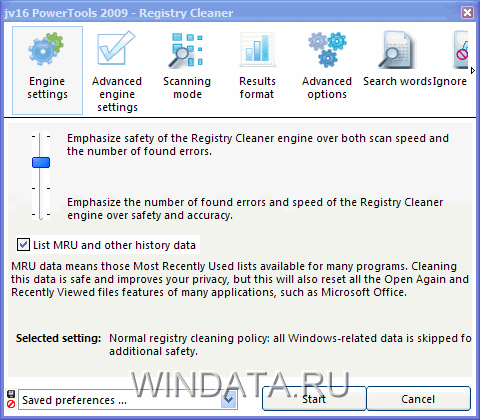 jv16 PowerTools 2009 - Registry Cleaner
Engine settings
Advanced engine settings
Scanning mode
Results format
Advanced options
Search words
Ignore
Emphasize safety of the Registry Cleaner engine over both scan speed and
the number of found errors.
Emphasize the number of found errors and speed of the Registry Cleaner
engine over safety and accuracy.
List MRU and other history data
MRU data means those Most Recently Used lists available for many programs. Cleaning
this data is safe and improves your privacy, but this will also reset all the Open Again and
Recently Viewed files features of many applications, such as Microsoft Office.
Selected setting: Normal registry cleaning policy: all Windows-related data is skipped fo
additional safety.
WINDATA.RU
Saved preferences ...
Start
Cancel